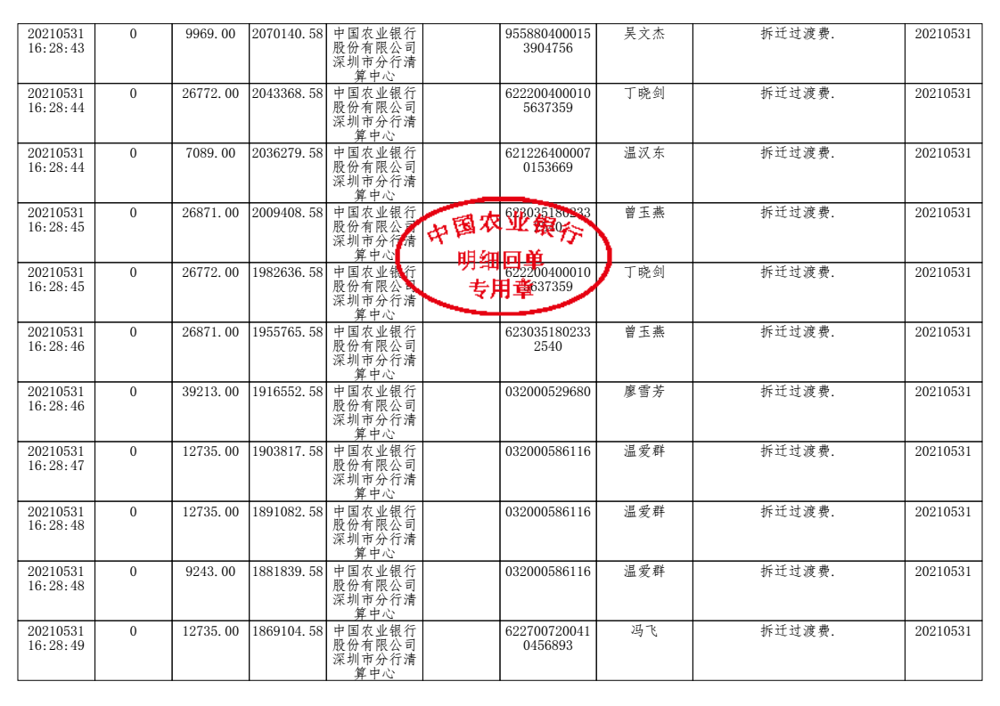 20210531 0 9969.00 2070140.58 中国农业银行 955880400015 吴文杰 拆迁过渡费. 20210531
16:28:43 股份有限公司 3904756
深圳市分行清
算中心
20210531 0 26772.00 2043368.58 中国农业银行 622200400010 丁晓剑 拆迁过渡费. 20210531
16:28:44 股份有限公司 5637359
深圳市分行清
算中心
20210531 0 7089.00 2036279.58 中国农业银行 621226400007 温汉东 拆迁过渡费. 20210531
16:28:44 股份有限公司 0153669
深圳市分行清
算中心
20210531 0 26871.00 2009408.58 中国农业银行 623035180233 曾玉燕 拆迁过渡费. 20210531
16:28:45 股份有限公司
深圳市分行清
算中心
中国农业银行
明细回单
专用章
20210531 0 26772.00 1982636.58 中国农业银行 622200400010 丁晓剑 拆迁过渡费. 20210531
16:28:45 股份有限公司 5637359
深圳市分行清
算中心
20210531 0 26871.00 1955765.58 中国农业银行 623035180233 曾玉燕 拆迁过渡费. 20210531
16:28:46 股份有限公司 2540
深圳市分行清
算中心
20210531 0 39213.00 1916552.58 中国农业银行 032000529680 廖雪芳 拆迁过渡费. 20210531
16:28:46 股份有限公司
深圳市分行清
算中心
20210531 0 12735.00 1903817.58 中国农业银行 032000586116 温爱群 拆迁过渡费. 20210531
16:28:47 股份有限公司
深圳市分行清
算中心
20210531 0 12735.00 1891082.58 中国农业银行 032000586116 温爱群 拆迁过渡费. 20210531
16:28:48 股份有限公司
深圳市分行清
算中心
20210531 0 9243.00 1881839.58 中国农业银行 032000586116 温爱群 拆迁过渡费. 20210531
16:28:48 股份有限公司
深圳市分行清
算中心
20210531 0 12735.00 1869104.58 中国农业银行 622700720041 冯飞 拆迁过渡费. 20210531
16:28:49 股份有限公司 0456893
深圳市分行清
算中心